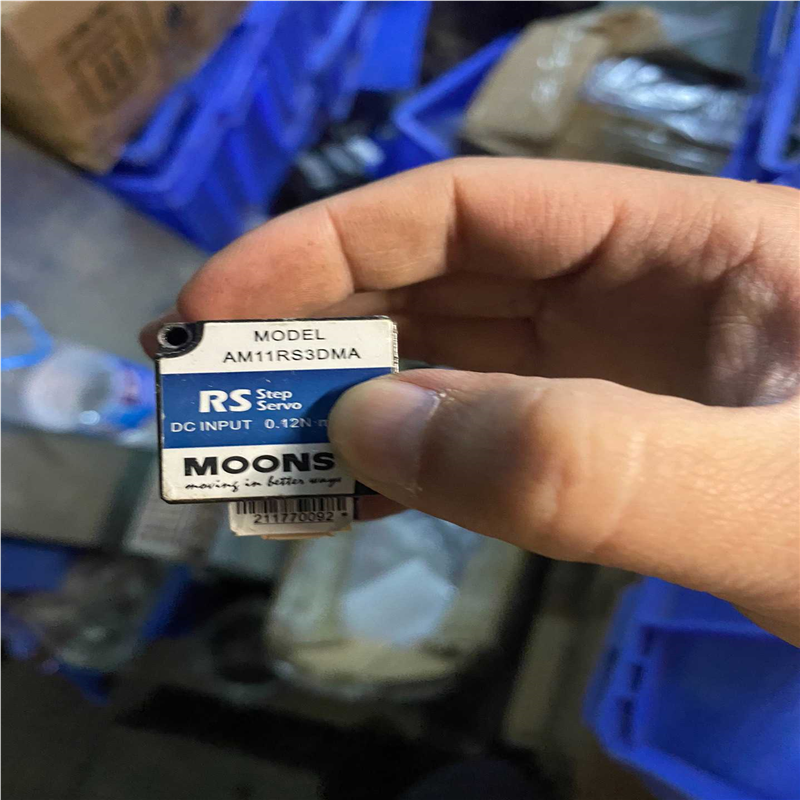 MODEL
AM11RS3DMA
RS Step Servo
DC INPUT 0.12N·m
MOONS
moving in better ways
211770092 *